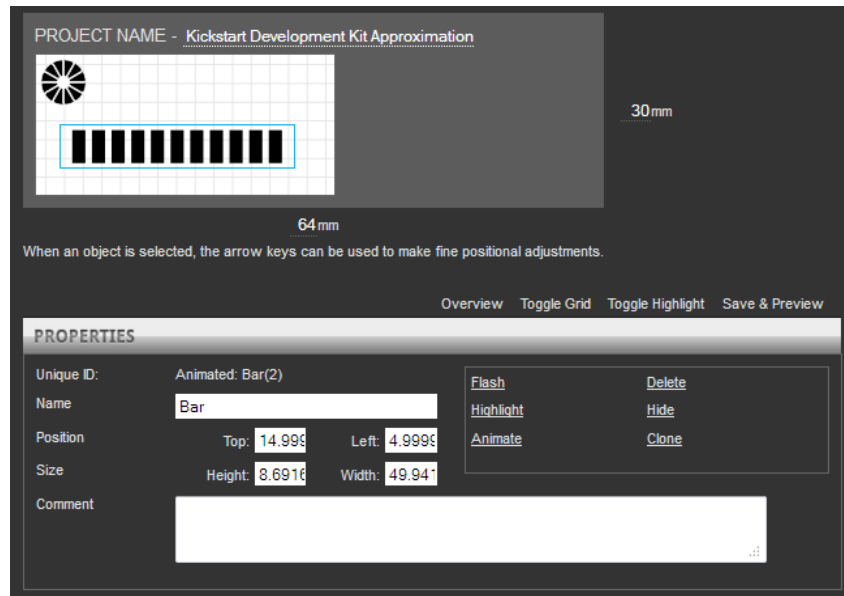 PROJECT NAME - Kickstart Development Kit Approximation
30mm
64mm
When an object is selected, the arrow keys can be used to make fine positional adjustments.
Overview Toggle Grid Toggle Highlight Save & Preview
PROPERTIES
Unique ID: Animated: Bar(2)
Name Bar
Position Top: 14.999 Left: 4.9999
Size Height: 8.6916 Width: 49.941
Comment
Flash Delete
Highlight Hide
Animate Clone